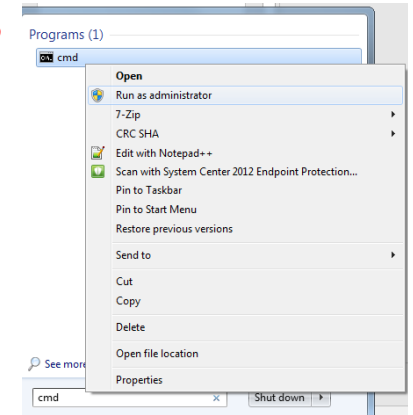 Programs (1)
cmd
Open
Run as administrator
7-Zip
CRC SHA
Edit with Notepad++
Scan with System Center 2012 Endpoint Protection...
Pin to Taskbar
Pin to Start Menu
Restore previous versions
Send to
Cut
Copy
Delete
Open file location
Properties
See more
cmd
Shut down